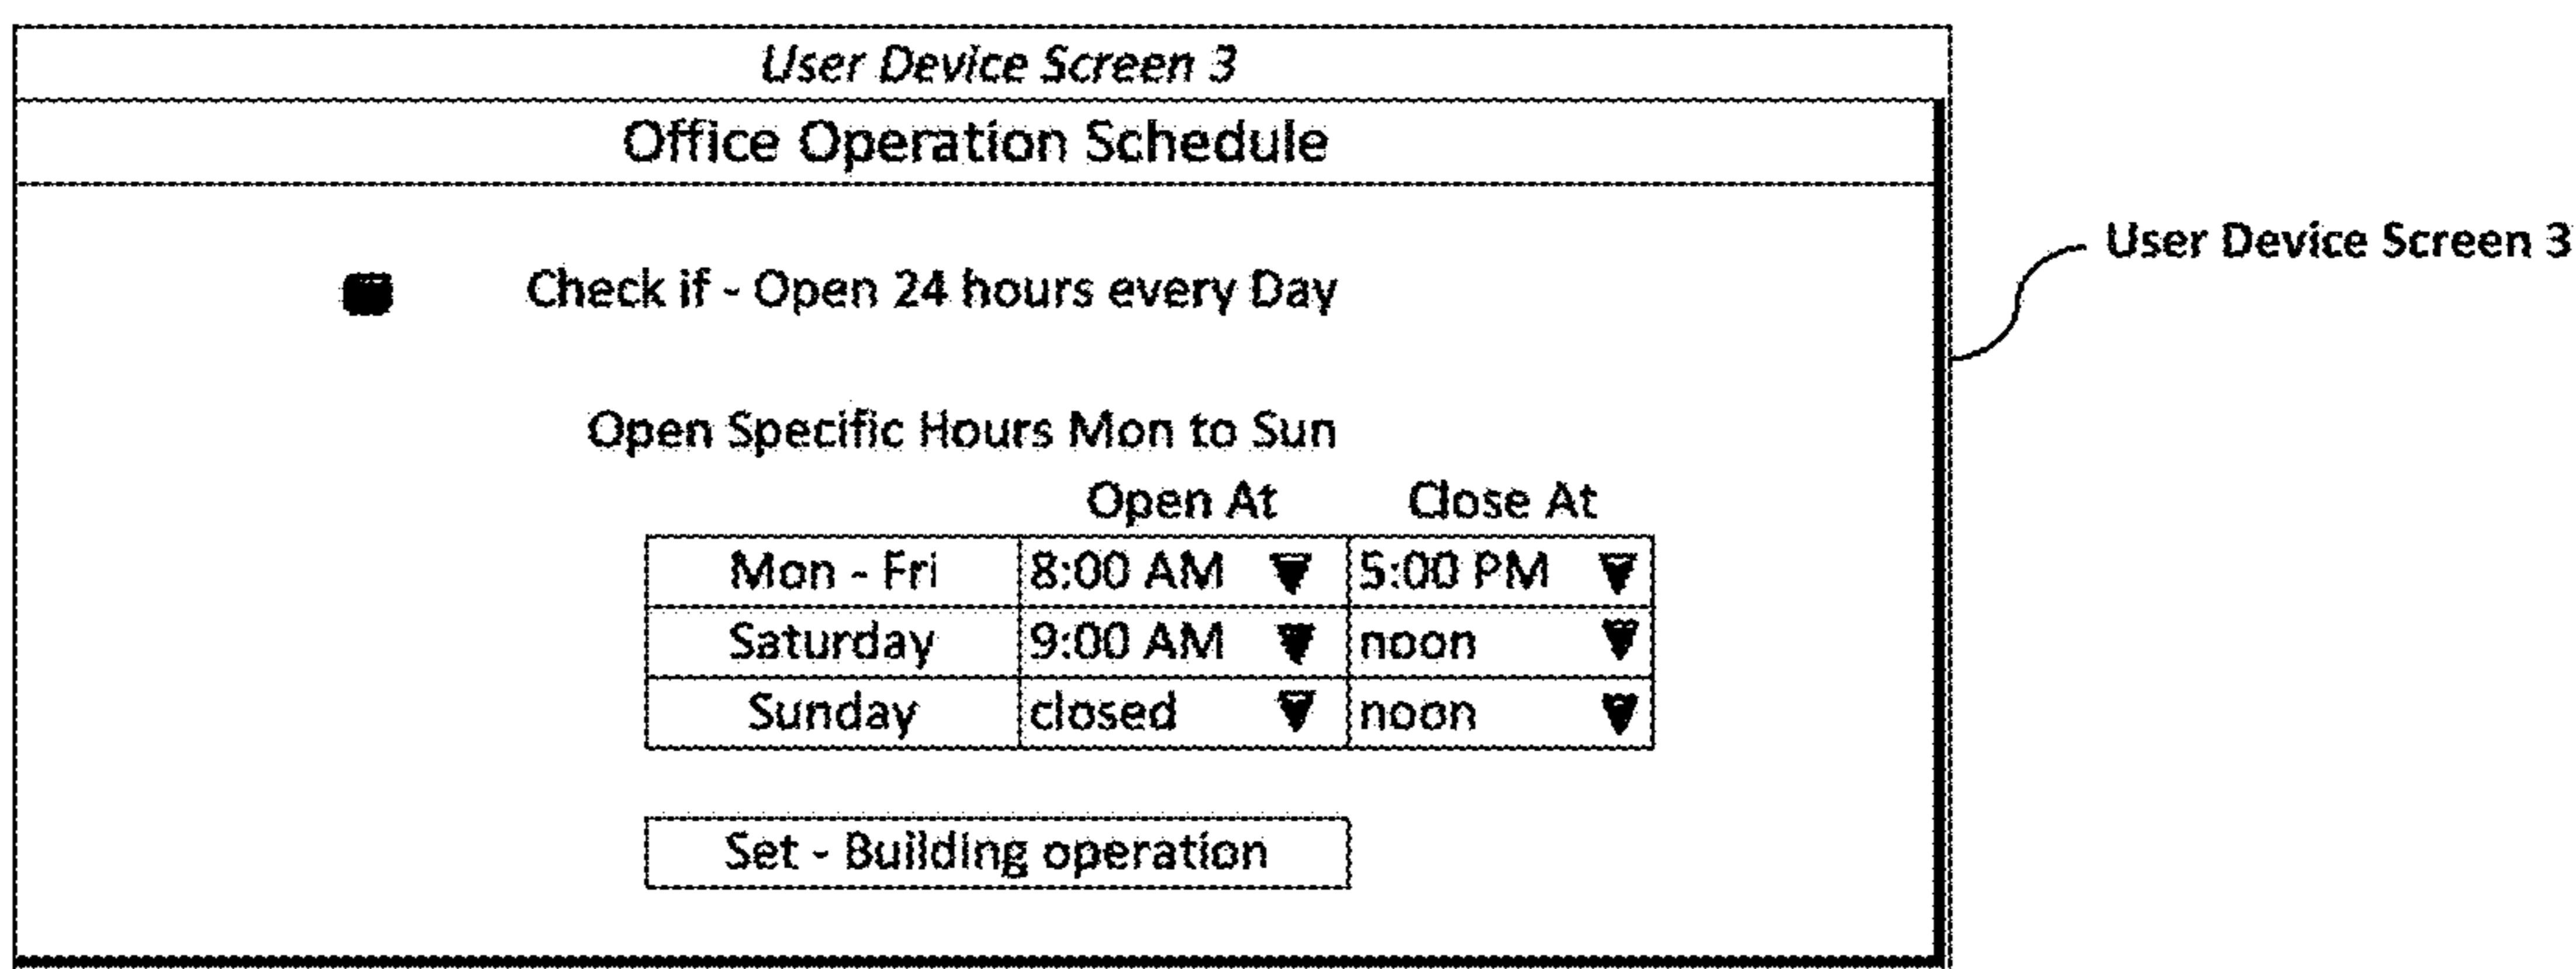 User Device Screen 3
Office Operation Schedule
User Device Screen 3
Check if - Open 24 hours every Day
Open Specific Hours Mon to Sun
Open At Close At
Mon - Fri 8:00 AM 5:00 PM
Saturday 9:00 AM noon
Sunday closed noon
Set - Building operation